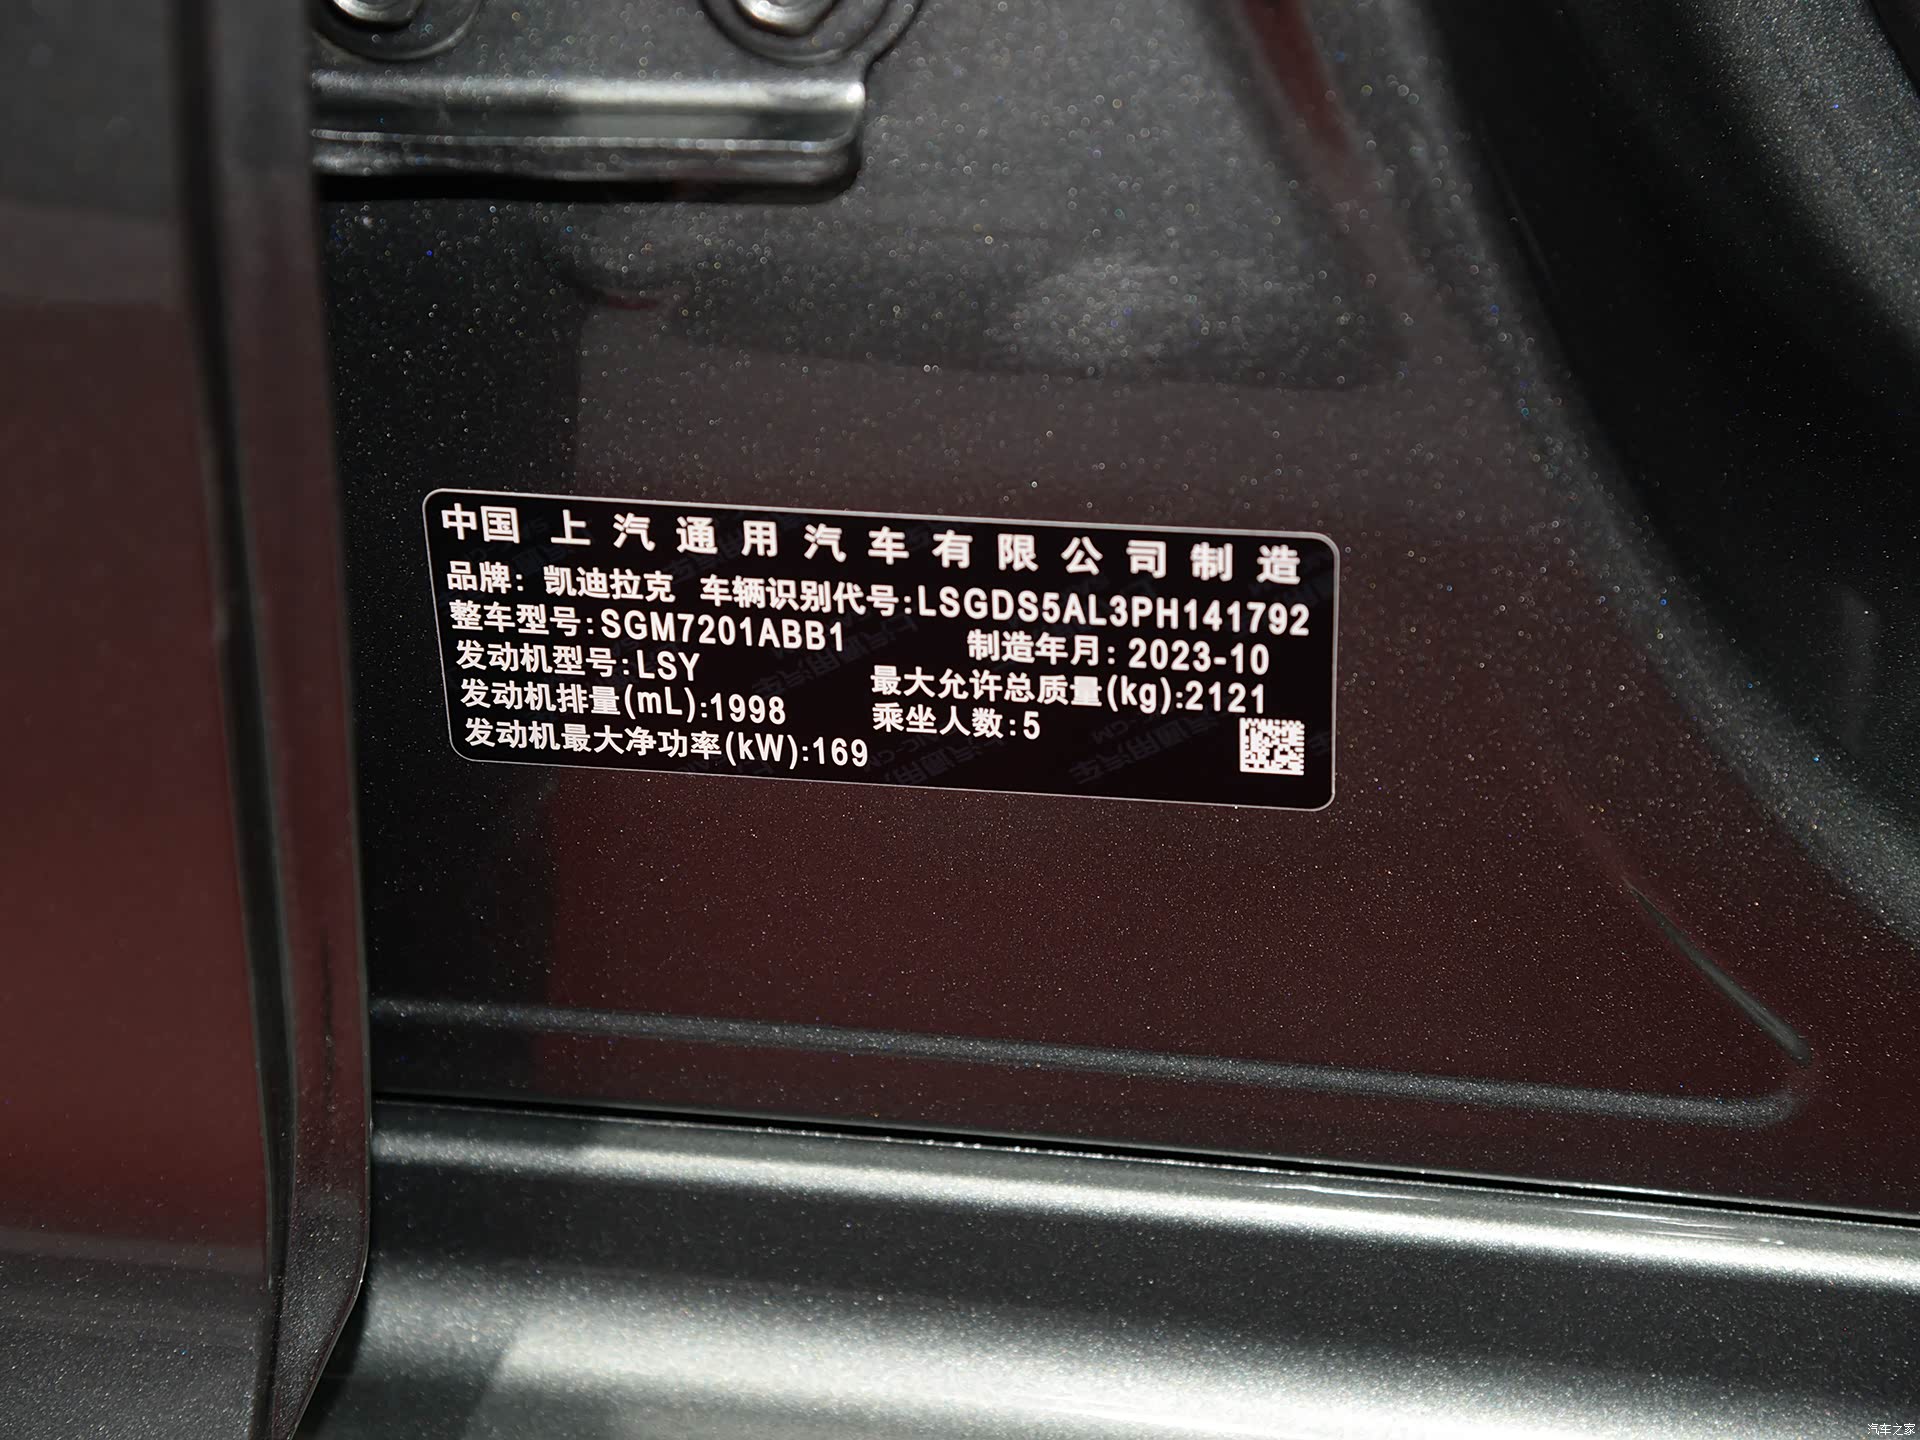 中国 上汽通用汽车有限公司制造
品牌: 凯迪拉克 车辆识别代号:LSGDS5AL3PH141792
整车型号:SGM7201ABB1 制造年月: 2023-10
发动机型号:LSY 最大允许总质量(kg):2121
发动机排量(mL):1998 乘坐人数:5
发动机最大净功率(kW):169
汽车之家